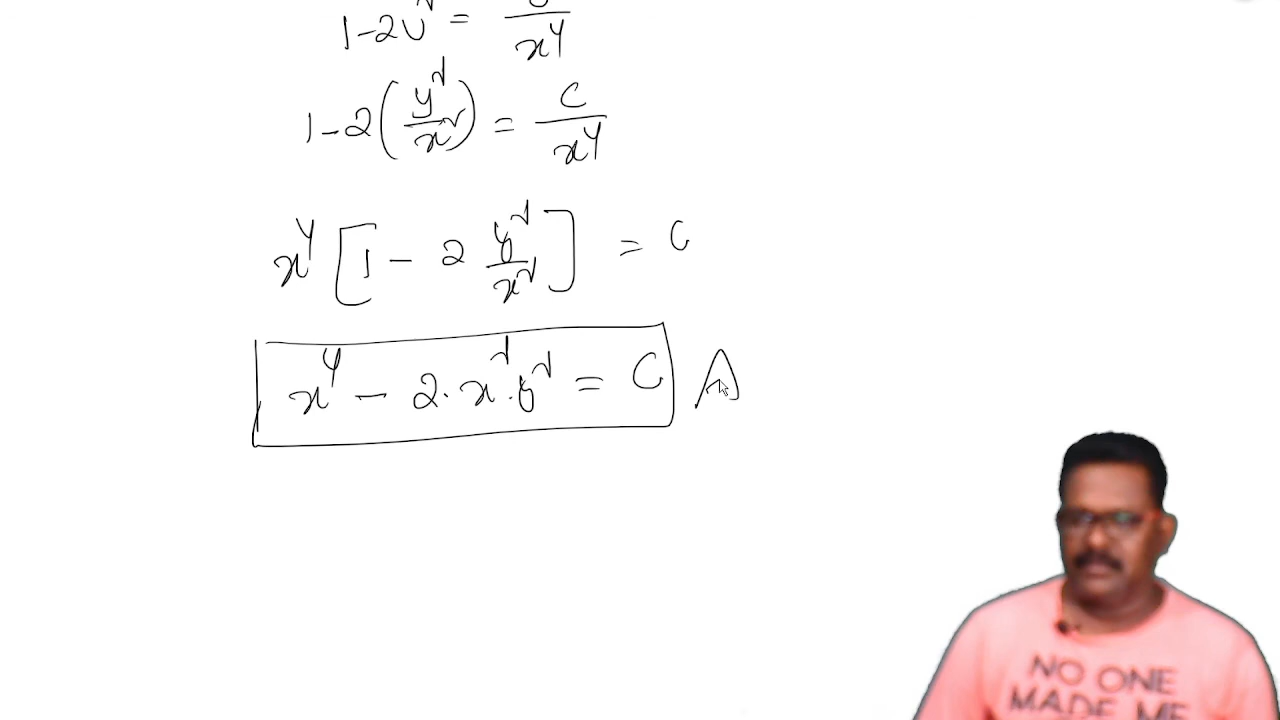 1-2v² = c/x⁴
1-2(y²/x²) = c/x⁴
x⁴[1 - 2 y²/x²] = c
x⁴ - 2·x²·y² = C A
NO ONE
MADE ME